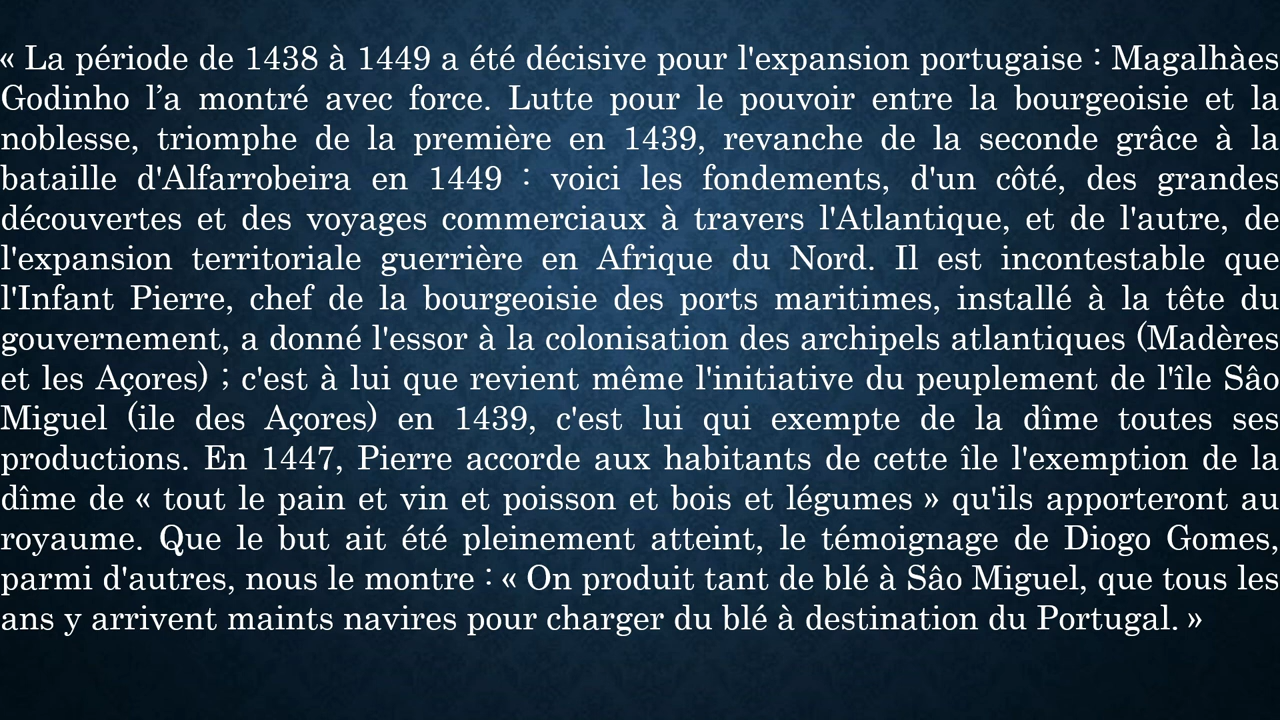 « La période de 1438 à 1449 a été décisive pour l'expansion portugaise : Magalhàes
Godinho l’a montré avec force. Lutte pour le pouvoir entre la bourgeoisie et la
noblesse, triomphe de la première en 1439, revanche de la seconde grâce à la
bataille d'Alfarrobeira en 1449 : voici les fondements, d'un côté, des grandes
découvertes et des voyages commerciaux à travers l'Atlantique, et de l'autre, de
l'expansion territoriale guerrière en Afrique du Nord. Il est incontestable que
l'Infant Pierre, chef de la bourgeoisie des ports maritimes, installé à la tête du
gouvernement, a donné l'essor à la colonisation des archipels atlantiques (Madères
et les Açores) ; c'est à lui que revient même l'initiative du peuplement de l'île Sâo
Miguel (ile des Açores) en 1439, c'est lui qui exempte de la dîme toutes ses
productions. En 1447, Pierre accorde aux habitants de cette île l'exemption de la
dîme de « tout le pain et vin et poisson et bois et légumes » qu'ils apporteront au
royaume. Que le but ait été pleinement atteint, le témoignage de Diogo Gomes,
parmi d'autres, nous le montre : « On produit tant de blé à Sâo Miguel, que tous les
ans y arrivent maints navires pour charger du blé à destination du Portugal. »